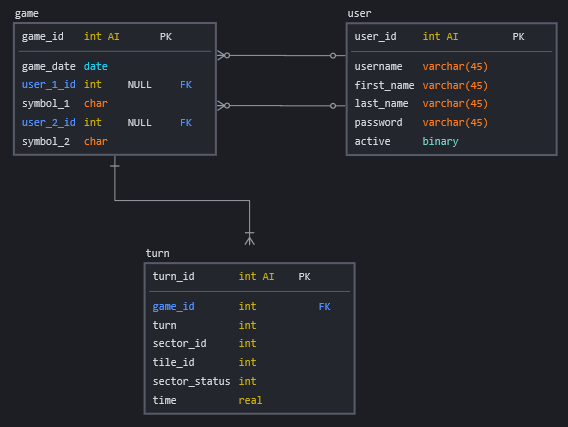 game
game_id int AI PK
game_date date
user_1_id int NULL FK
symbol_1 char
user_2_id int NULL FK
symbol_2 char
user
user_id int AI PK
username varchar(45)
first_name varchar(45)
last_name varchar(45)
password varchar(45)
active binary
turn
turn_id int AI PK
game_id int FK
turn int
sector_id int
tile_id int
sector_status int
time real